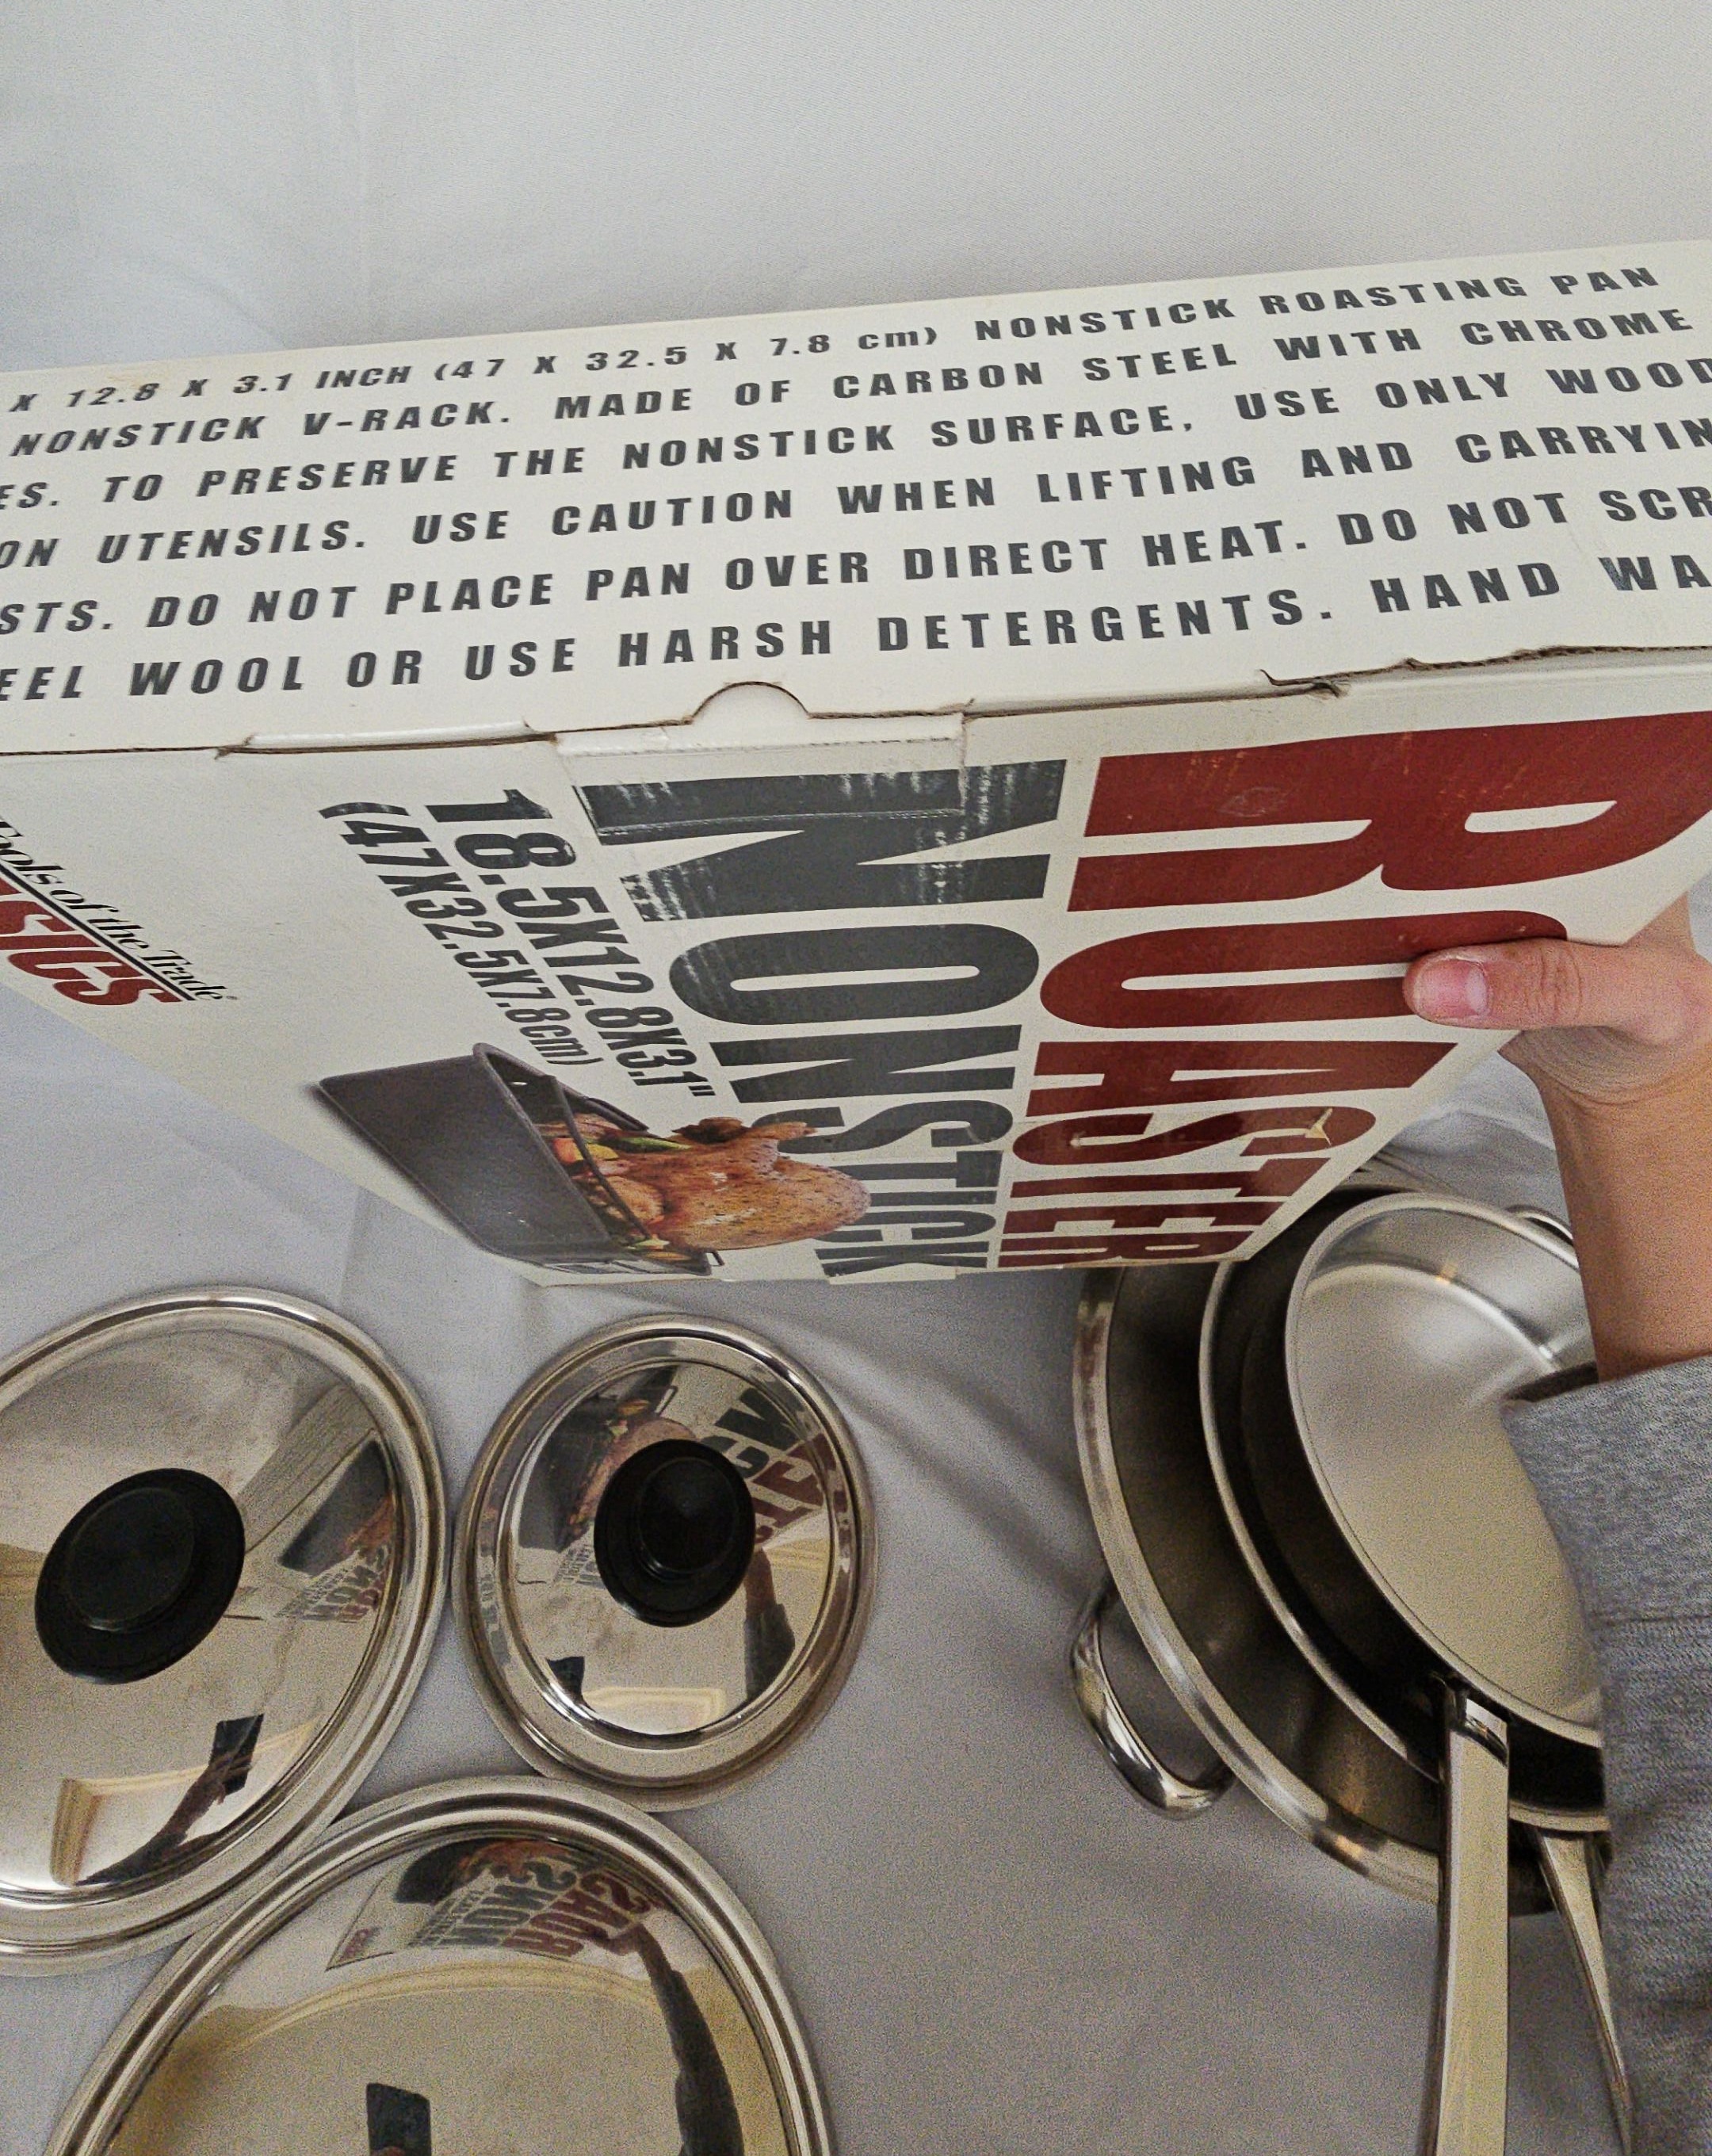 X 12.8 X 3.1 INCH (47 X 32.5 X 7.8 cm) NONSTICK ROASTING PAN
NONSTICK V-RACK. MADE OF CARBON STEEL WITH CHROME
ES. TO PRESERVE THE NONSTICK SURFACE, USE ONLY WOOD
ON UTENSILS. USE CAUTION WHEN LIFTING AND CARRYIN
STS. DO NOT PLACE PAN OVER DIRECT HEAT. DO NOT SCR
EEL WOOL OR USE HARSH DETERGENTS. HAND WA
ROASTER
NONSTICK
18.5X12.8X3.1"
(47X32.5X7.8cm)
Tools of the Trade®
ASICS